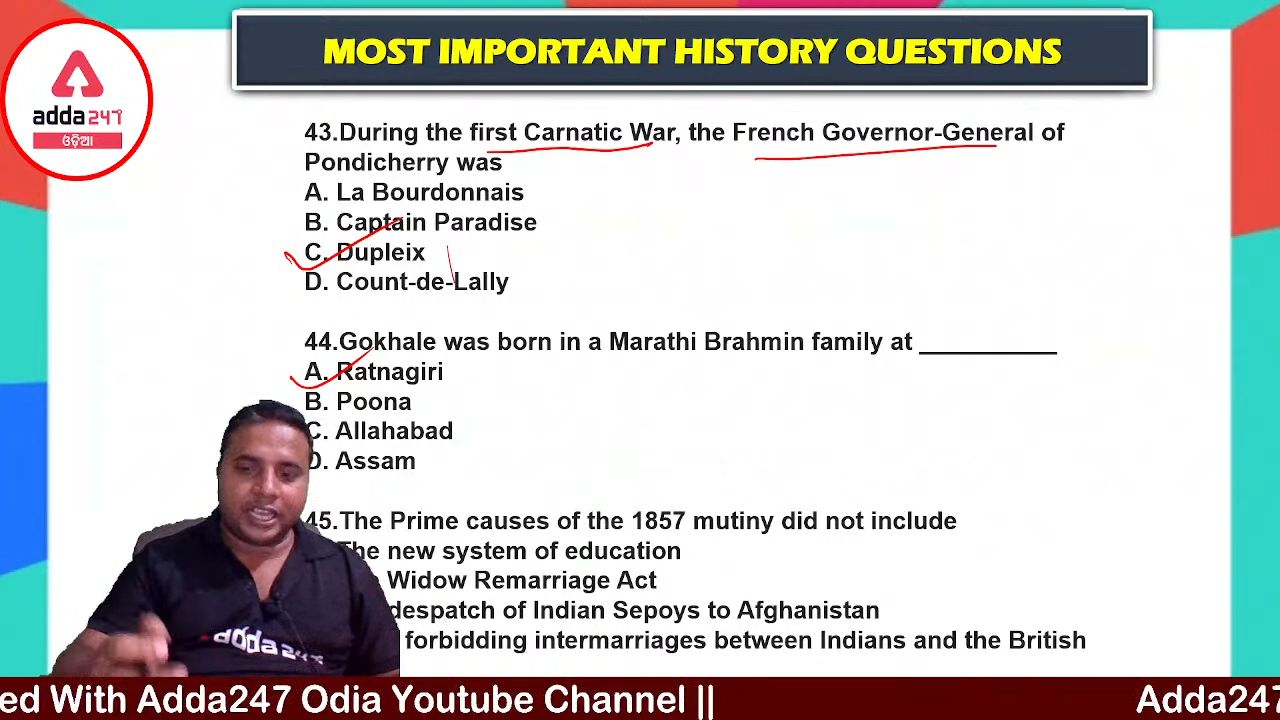 MOST IMPORTANT HISTORY QUESTIONS
adda247
ଓଡ଼ିଆ
43.During the first Carnatic War, the French Governor-General of
Pondicherry was
A. La Bourdonnais
B. Captain Paradise
C. Dupleix
D. Count-de-Lally
44.Gokhale was born in a Marathi Brahmin family at __________
A. Ratnagiri
B. Poona
C. Allahabad
D. Assam
45.The Prime causes of the 1857 mutiny did not include
The new system of education
Widow Remarriage Act
despatch of Indian Sepoys to Afghanistan
forbidding intermarriages between Indians and the British
adda247
ed With Adda247 Odia Youtube Channel || Adda247